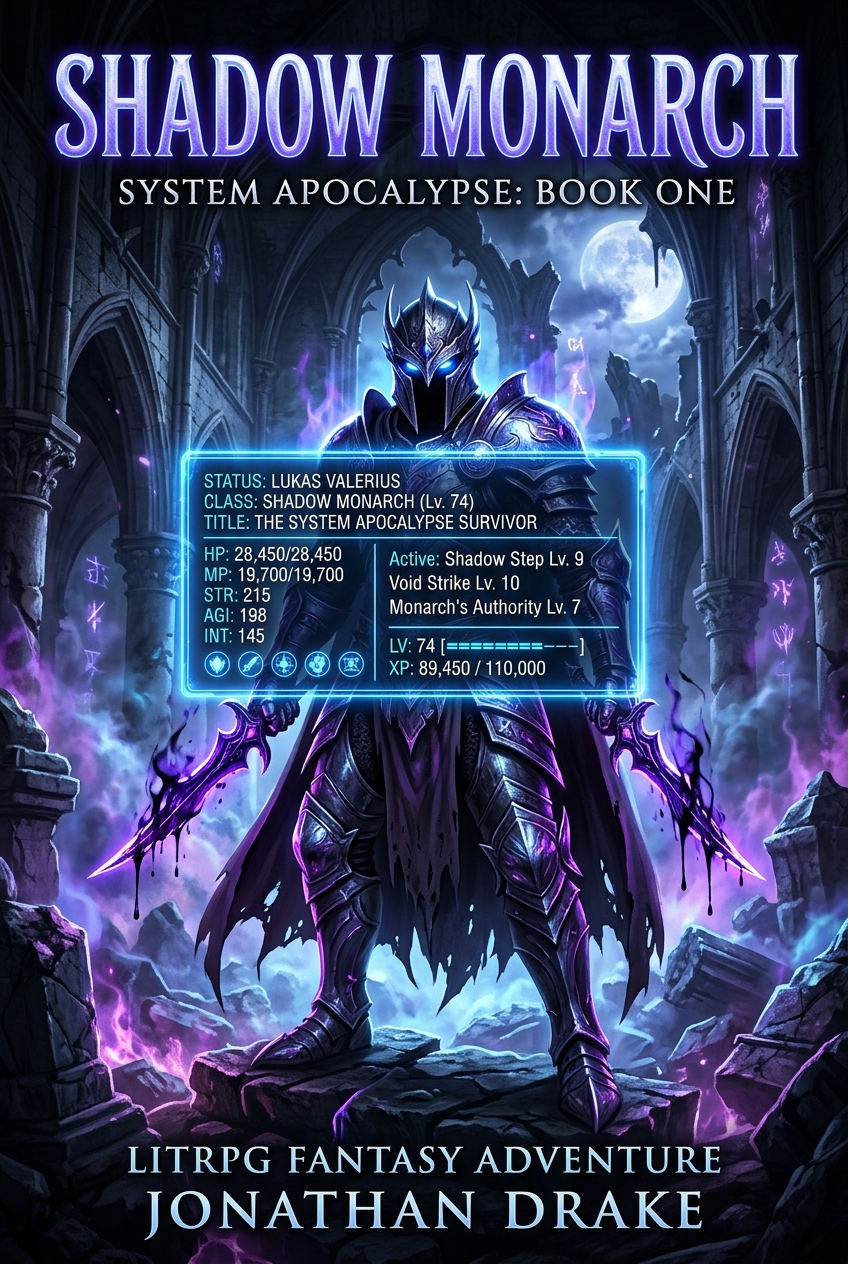 SHADOW MONARCH
SYSTEM APOCALYPSE: BOOK ONE
STATUS: LUKAS VALERIUS
CLASS: SHADOW MONARCH (Lv. 74)
TITLE: THE SYSTEM APOCALYPSE SURVIVOR
HP: 28,450/28,450
MP: 19,700/19,700
STR: 215
AGI: 198
INT: 145
Active: Shadow Step Lv. 9
Void Strike Lv. 10
Monarch's Authority Lv. 7
LV: 74 [========---]
XP: 89,450 / 110,000
LITRPG FANTASY ADVENTURE
JONATHAN DRAKE